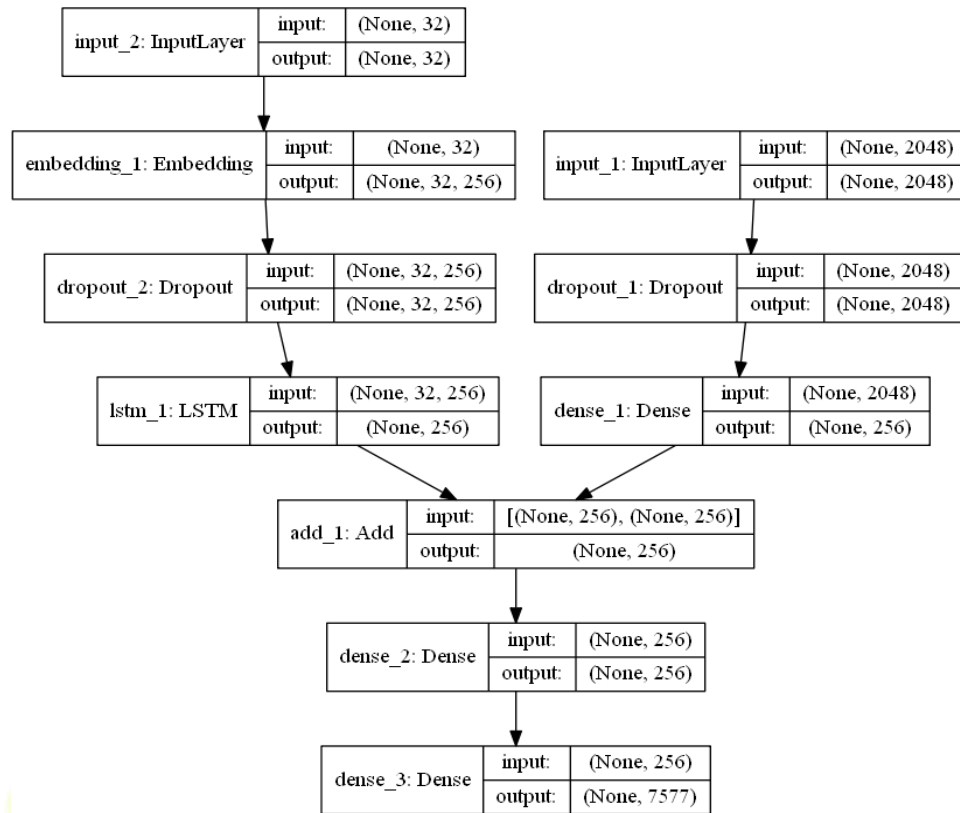 input_2: InputLayer
input: (None, 32)
output: (None, 32)
embedding_1: Embedding
input: (None, 32)
output: (None, 32, 256)
input_1: InputLayer
input: (None, 2048)
output: (None, 2048)
dropout_2: Dropout
input: (None, 32, 256)
output: (None, 32, 256)
dropout_1: Dropout
input: (None, 2048)
output: (None, 2048)
lstm_1: LSTM
input: (None, 32, 256)
output: (None, 256)
dense_1: Dense
input: (None, 2048)
output: (None, 256)
add_1: Add
input: [(None, 256), (None, 256)]
output: (None, 256)
dense_2: Dense
input: (None, 256)
output: (None, 256)
dense_3: Dense
input: (None, 256)
output: (None, 7577)